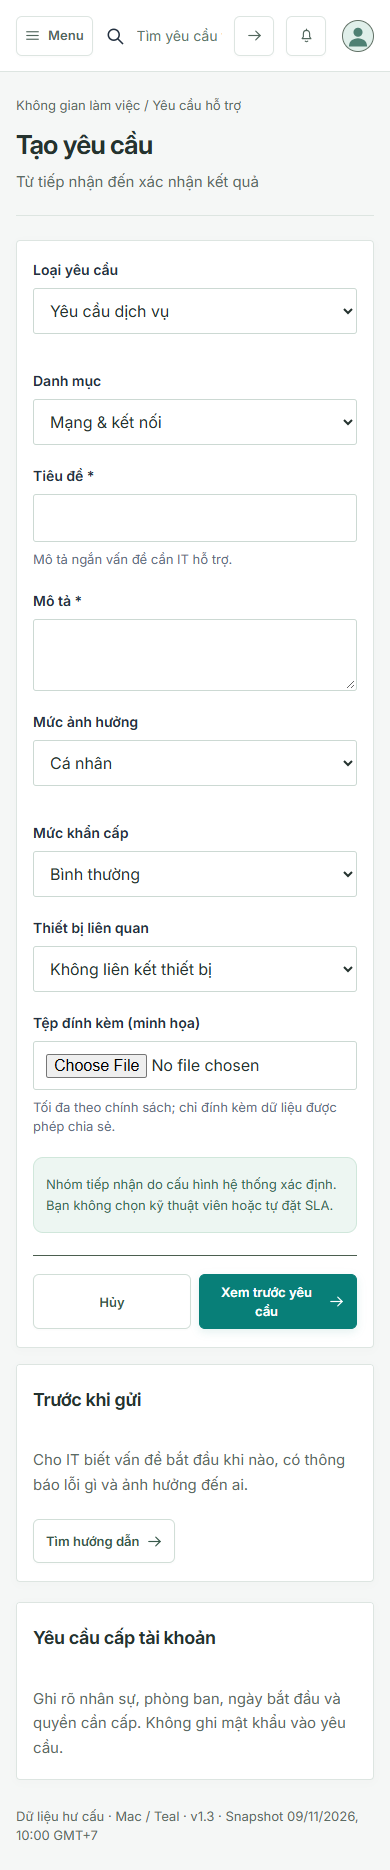 Menu
Tìm yêu cầu
Không gian làm việc / Yêu cầu hỗ trợ
Tạo yêu cầu
Từ tiếp nhận đến xác nhận kết quả
Loại yêu cầu
Yêu cầu dịch vụ
Danh mục
Mạng & kết nối
Tiêu đề *
Mô tả ngắn vấn đề cần IT hỗ trợ.
Mô tả *
Mức ảnh hưởng
Cá nhân
Mức khẩn cấp
Bình thường
Thiết bị liên quan
Không liên kết thiết bị
Tệp đính kèm (minh họa)
Choose File No file chosen
Tối đa theo chính sách; chỉ đính kèm dữ liệu được
phép chia sẻ.
Nhóm tiếp nhận do cấu hình hệ thống xác định.
Bạn không chọn kỹ thuật viên hoặc tự đặt SLA.
Hủy
Xem trước yêu
cầu
Trước khi gửi
Cho IT biết vấn đề bắt đầu khi nào, có thông
báo lỗi gì và ảnh hưởng đến ai.
Tìm hướng dẫn
Yêu cầu cấp tài khoản
Ghi rõ nhân sự, phòng ban, ngày bắt đầu và
quyền cần cấp. Không ghi mật khẩu vào yêu
cầu.
Dữ liệu hư cấu · Mac / Teal · v1.3 · Snapshot 09/11/2026,
10:00 GMT+7